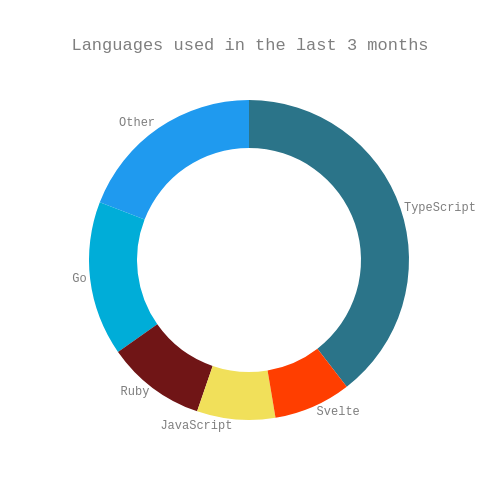 Languages used in the last 3 months
Other
TypeScript
Go
Ruby
Svelte
JavaScript